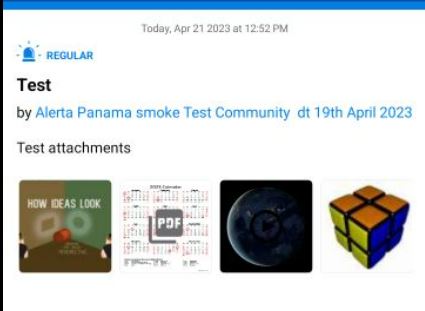 Today, Apr 21 2023 at 12:52 PM
REGULAR
Test
by Alerta Panama smoke Test Community dt 19th April 2023
Test attachments
HOW IDEAS LOOK
PDF